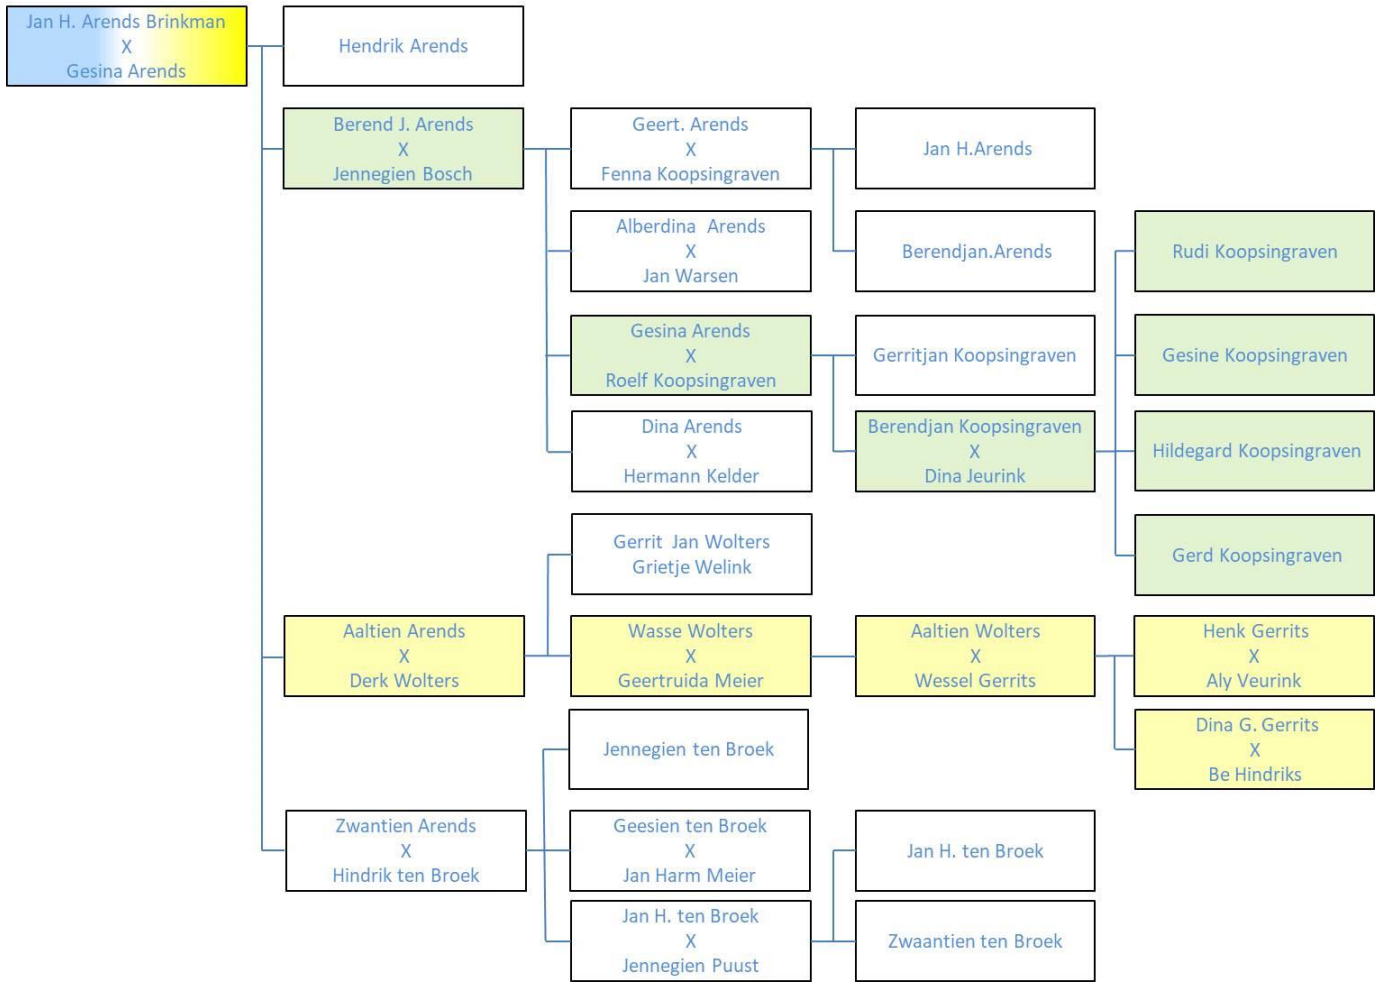 Jan H. Arends Brinkman
X
Gesina Arends
Hendrik Arends
Berend J. Arends
X
Jennegien Bosch
Geert. Arends
X
Fenna Koopsingraven
Jan H.Arends
Alberdina Arends
X
Jan Warsen
Berendjan.Arends
Rudi Koopsingraven
Gesina Arends
X
Roelf Koopsingraven
Gerritjan Koopsingraven
Gesine Koopsingraven
Dina Arends
X
Hermann Kelder
Berendjan Koopsingraven
X
Dina Jeurink
Hildegard Koopsingraven
Gerrit Jan Wolters
Grietje Welink
Gerd Koopsingraven
Aaltien Arends
X
Derk Wolters
Wasse Wolters
X
Geertruida Meier
Aaltien Wolters
X
Wessel Gerrits
Henk Gerrits
X
Aly Veurink
Jennegien ten Broek
Dina G. Gerrits
X
Be Hindriks
Zwantien Arends
X
Hindrik ten Broek
Geesien ten Broek
X
Jan Harm Meier
Jan H. ten Broek
Jan H. ten Broek
X
Jennegien Puust
Zwaantien ten Broek